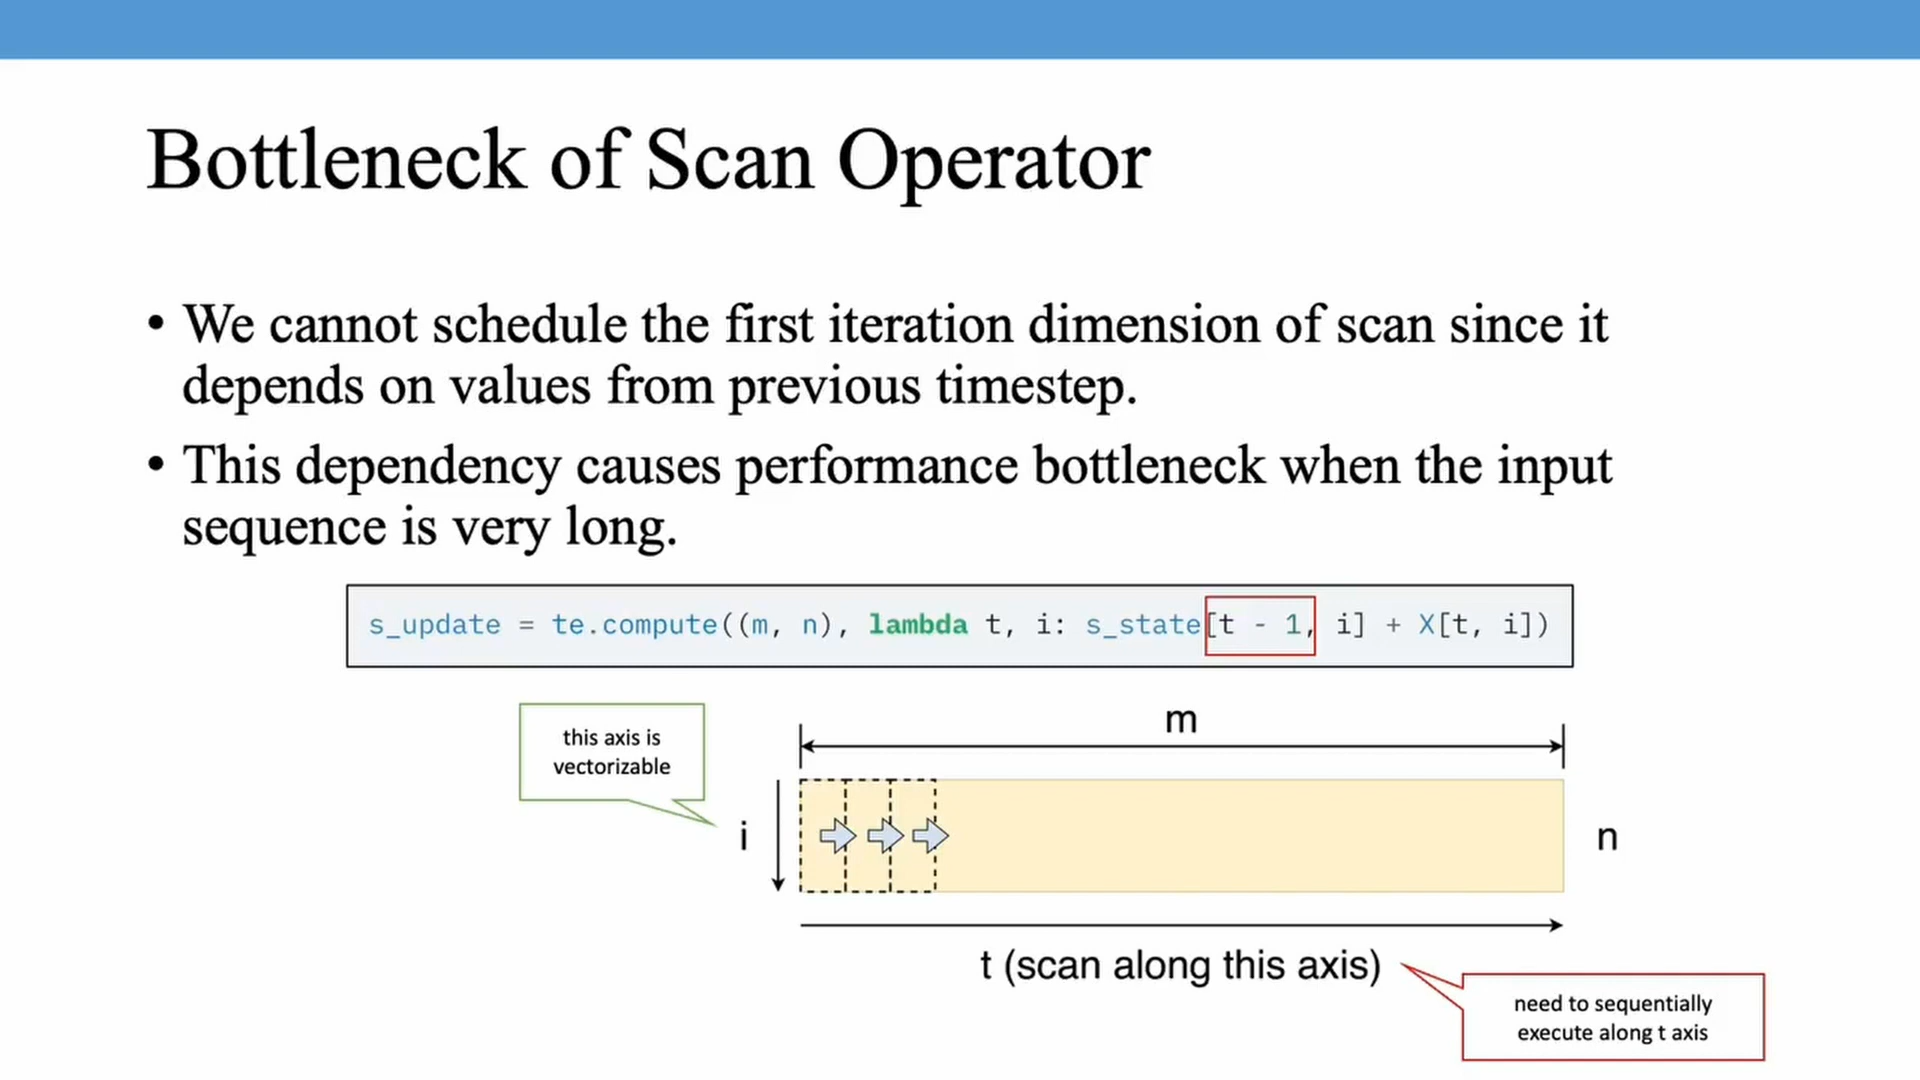 Bottleneck of Scan Operator
• We cannot schedule the first iteration dimension of scan since it
depends on values from previous timestep.
• This dependency causes performance bottleneck when the input
sequence is very long.
s_update = te.compute((m, n), lambda t, i: s_state[t - 1, i] + X[t, i])
this axis is
vectorizable
m
i
n
t (scan along this axis)
need to sequentially
execute along t axis